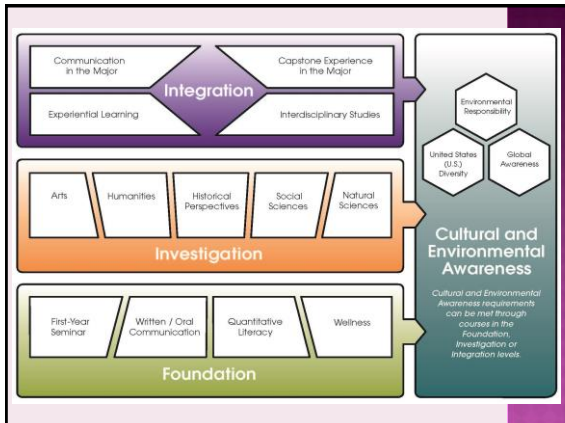 Communication
in the Major
Capstone Experience
in the Major
Integration
Experiential Learning
Interdisciplinary Studies
Arts
Humanities
Historical
Perspectives
Social
Sciences
Natural
Sciences
Investigation
First-Year
Seminar
Written / Oral
Communication
Quantitative
Literacy
Wellness
Foundation
Environmental
Responsibility
United States
(U.S.)
Diversity
Global
Awareness
Cultural and
Environmental
Awareness
Cultural and Environmental
Awareness requirements
can be met through
courses in the
Foundation,
Investigation or
Integration levels.